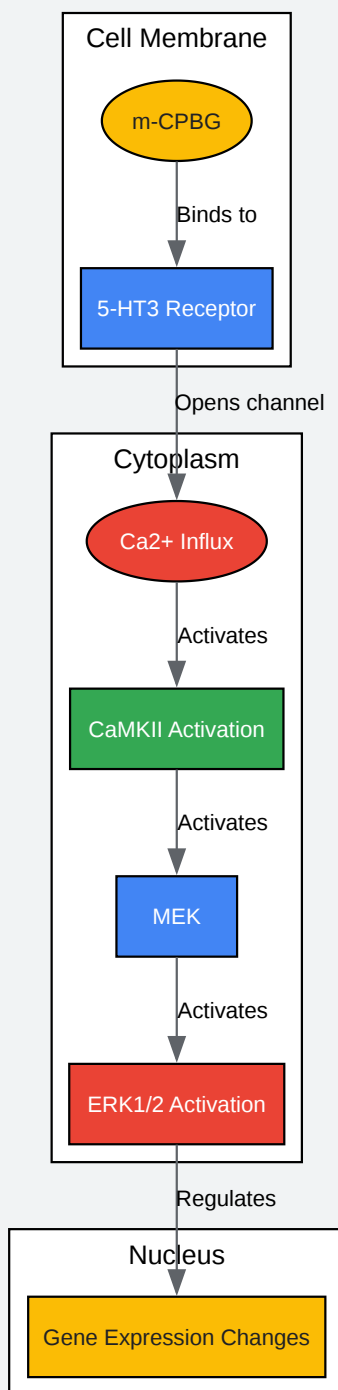 Cell Membrane
m-CPBG
Binds to
5-HT3 Receptor
Opens channel
Cytoplasm
Ca2+ Influx
Activates
CaMKII Activation
Activates
MEK
Activates
ERK1/2 Activation
Regulates
Nucleus
Gene Expression Changes